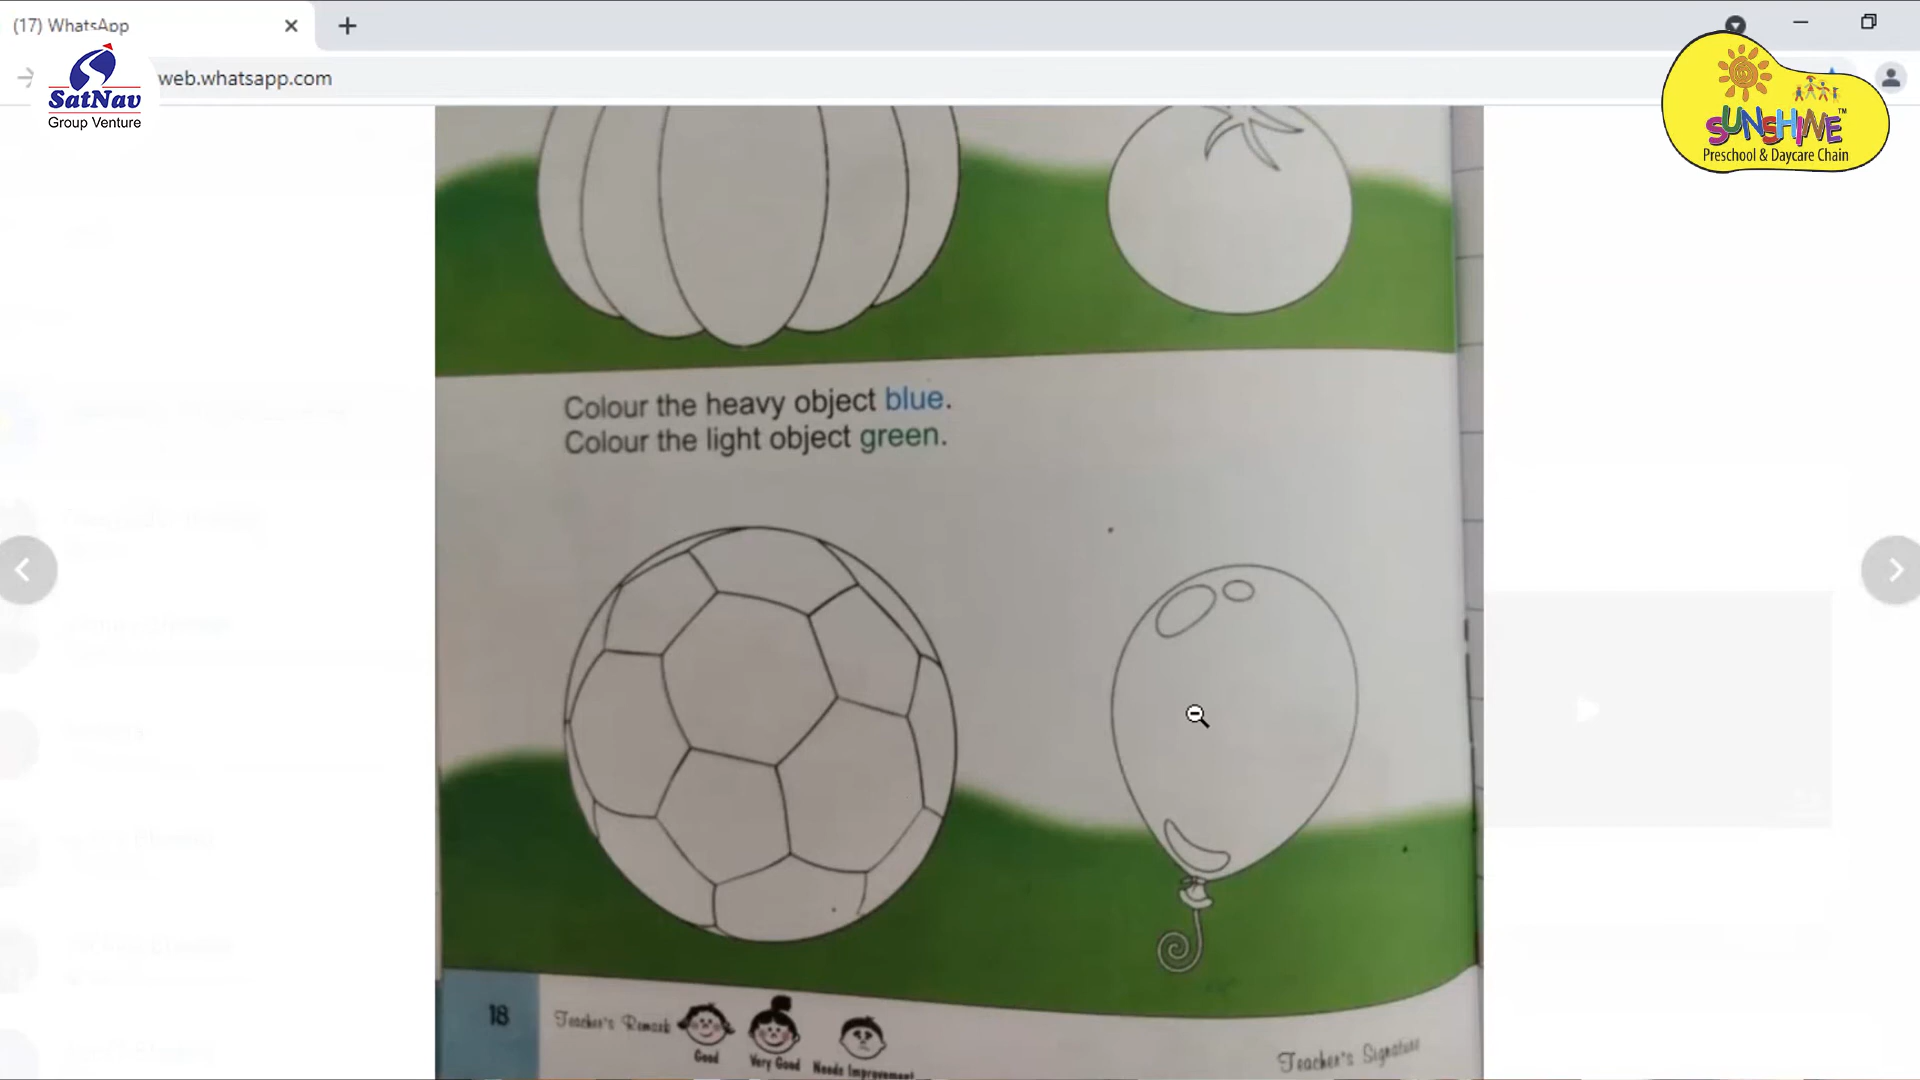 (17) WhatsApp
web.whatsapp.com
SatNav
Group Venture
SUNSHINE™
Preschool & Daycare Chain
Colour the heavy object blue.
Colour the light object green.
18
Teacher's Remark
Good
Very Good
Needs Improvement
Teacher's Signature